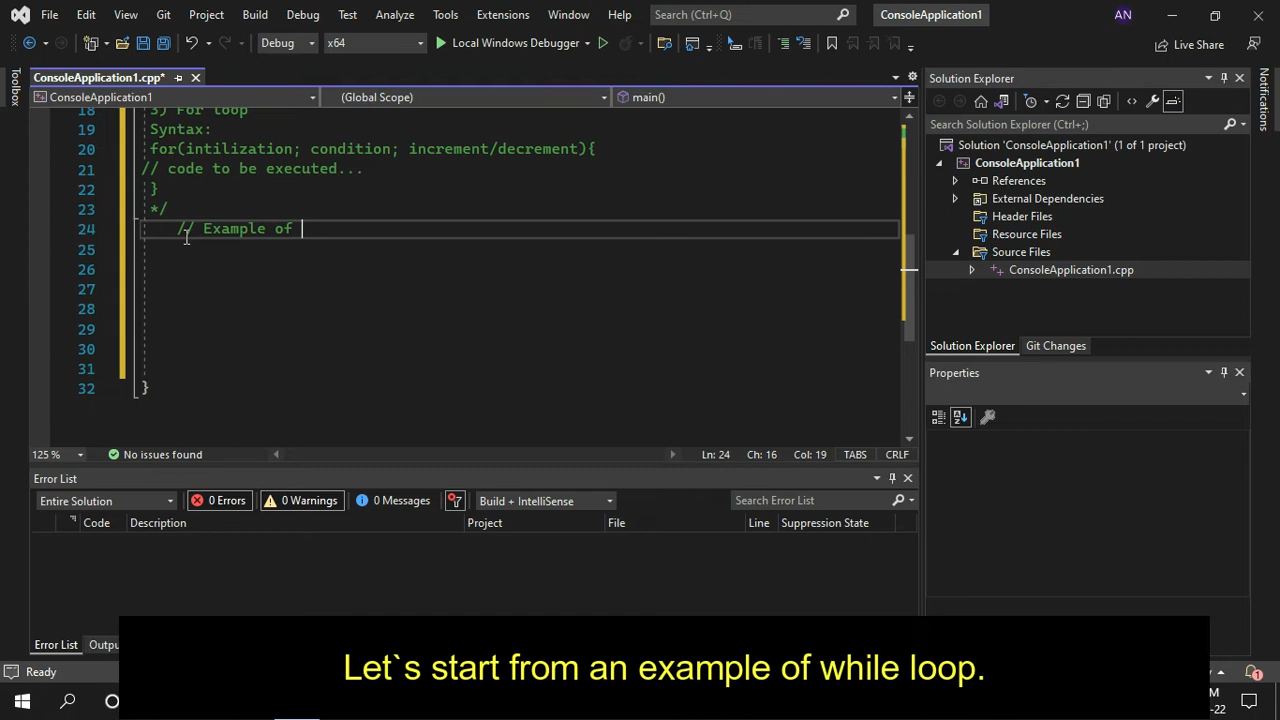 File Edit View Git Project Build Debug Test Analyze Tools Extensions Window Help Search (Ctrl+Q) ConsoleApplication1 AN
Debug x64 Local Windows Debugger Live Share
Toolbox
ConsoleApplication1.cpp*
ConsoleApplication1 (Global Scope) main()
18 3) For loop
19 Syntax:
20 for(intilization; condition; increment/decrement){
21 // code to be executed...
22 }
23 */
24 // Example of
25
26
27
28
29
30
31
32 }
125 % No issues found Ln: 24 Ch: 16 Col: 19 TABS CRLF
Error List
Entire Solution 0 Errors 0 Warnings 0 Messages Build + IntelliSense Search Error List
Code Description Project File Line Suppression State
Error List
Ready
Solution Explorer
Search Solution Explorer (Ctrl+;)
Solution 'ConsoleApplication1' (1 of 1 project)
ConsoleApplication1
References
External Dependencies
Header Files
Resource Files
Source Files
ConsoleApplication1.cpp
Solution Explorer Git Changes
Properties
Notifications
Let`s start from an example of while loop.